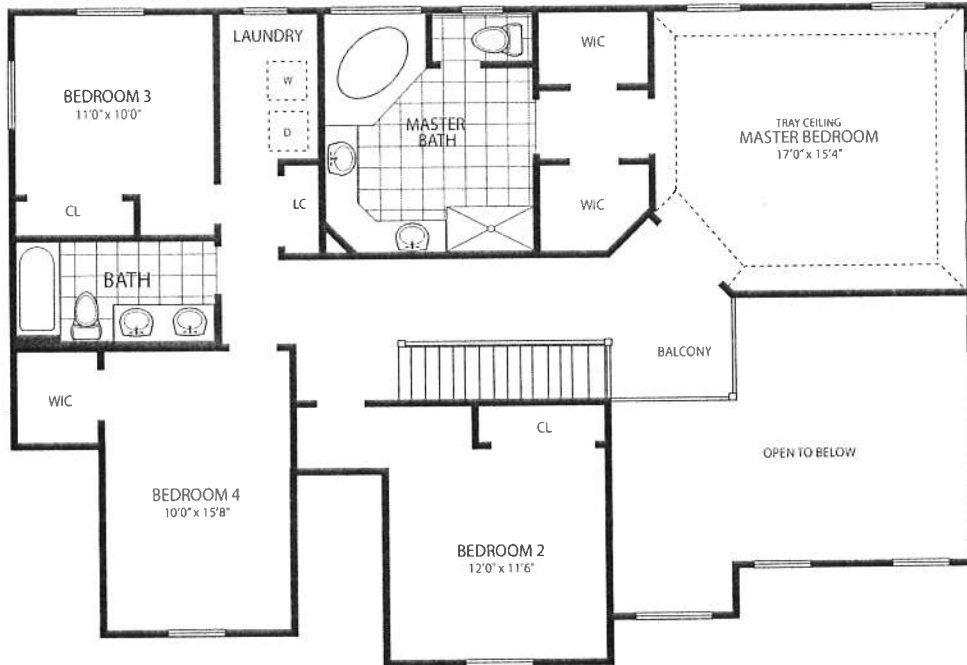 LAUNDRY
W
D
BEDROOM 3
11'0" x 10'0"
CL
LC
MASTER
BATH
WIC
WIC
TRAY CEILING
MASTER BEDROOM
17'0" x 15'4"
BATH
BALCONY
WIC
CL
OPEN TO BELOW
BEDROOM 4
10'0" x 15'8"
BEDROOM 2
12'0" x 11'6"